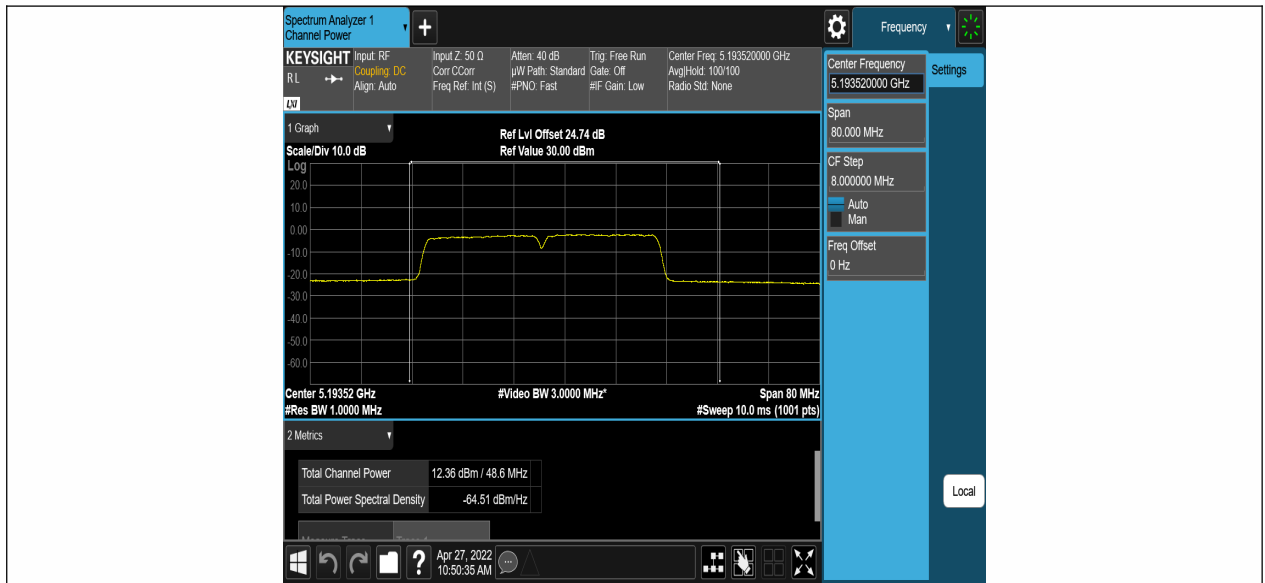 Spectrum Analyzer 1
Channel Power
+
Frequency
KEYSIGHT
RL
LXI
Input: RF
Coupling: DC
Align: Auto
Input Z: 50 Ω
Corr CCorr
Freq Ref: Int (S)
Atten: 40 dB
µW Path: Standard
#PNO: Fast
Trig: Free Run
Gate: Off
#IF Gain: Low
Center Freq: 5.193520000 GHz
Avg|Hold: 100/100
Radio Std: None
Center Frequency
5.193520000 GHz
Settings
Span
80.000 MHz
CF Step
8.000000 MHz
Auto
Man
Freq Offset
0 Hz
Local
1 Graph
Scale/Div 10.0 dB
Ref Lvl Offset 24.74 dB
Ref Value 30.00 dBm
Log
20.0
10.0
0.00
-10.0
-20.0
-30.0
-40.0
-50.0
-60.0
Center 5.19352 GHz
#Video BW 3.0000 MHz*
Span 80 MHz
#Res BW 1.0000 MHz
#Sweep 10.0 ms (1001 pts)
2 Metrics
Total Channel Power 12.36 dBm / 48.6 MHz
Total Power Spectral Density -64.51 dBm/Hz
Measure Trace Trace 1
?
Apr 27, 2022
10:50:35 AM